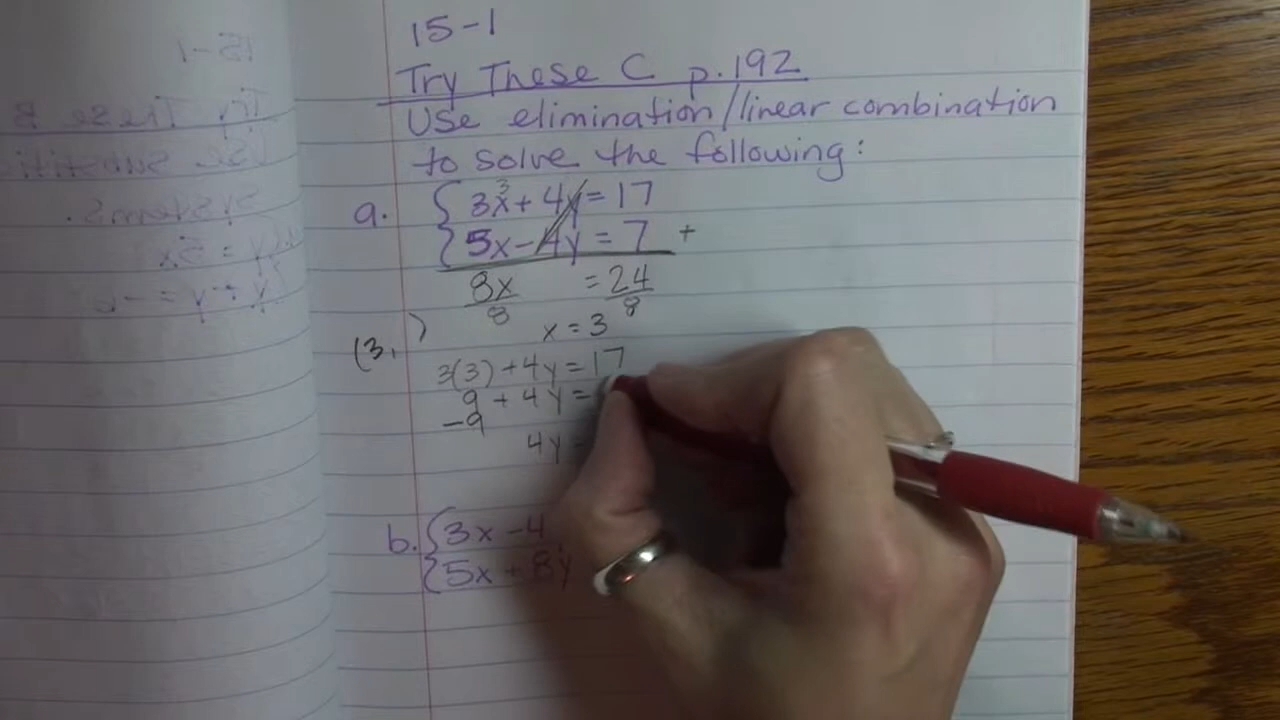 15-1
Try These C p.192
Use elimination/linear combination
to solve the following:
a. { 3x + 4y = 17
3
5x - 4y = 7 +
8x = 24
8 8
x = 3
(3, )
3(3) + 4y = 17
9 + 4y =
-9
4y =
b. { 3x - 4
5x + 8y